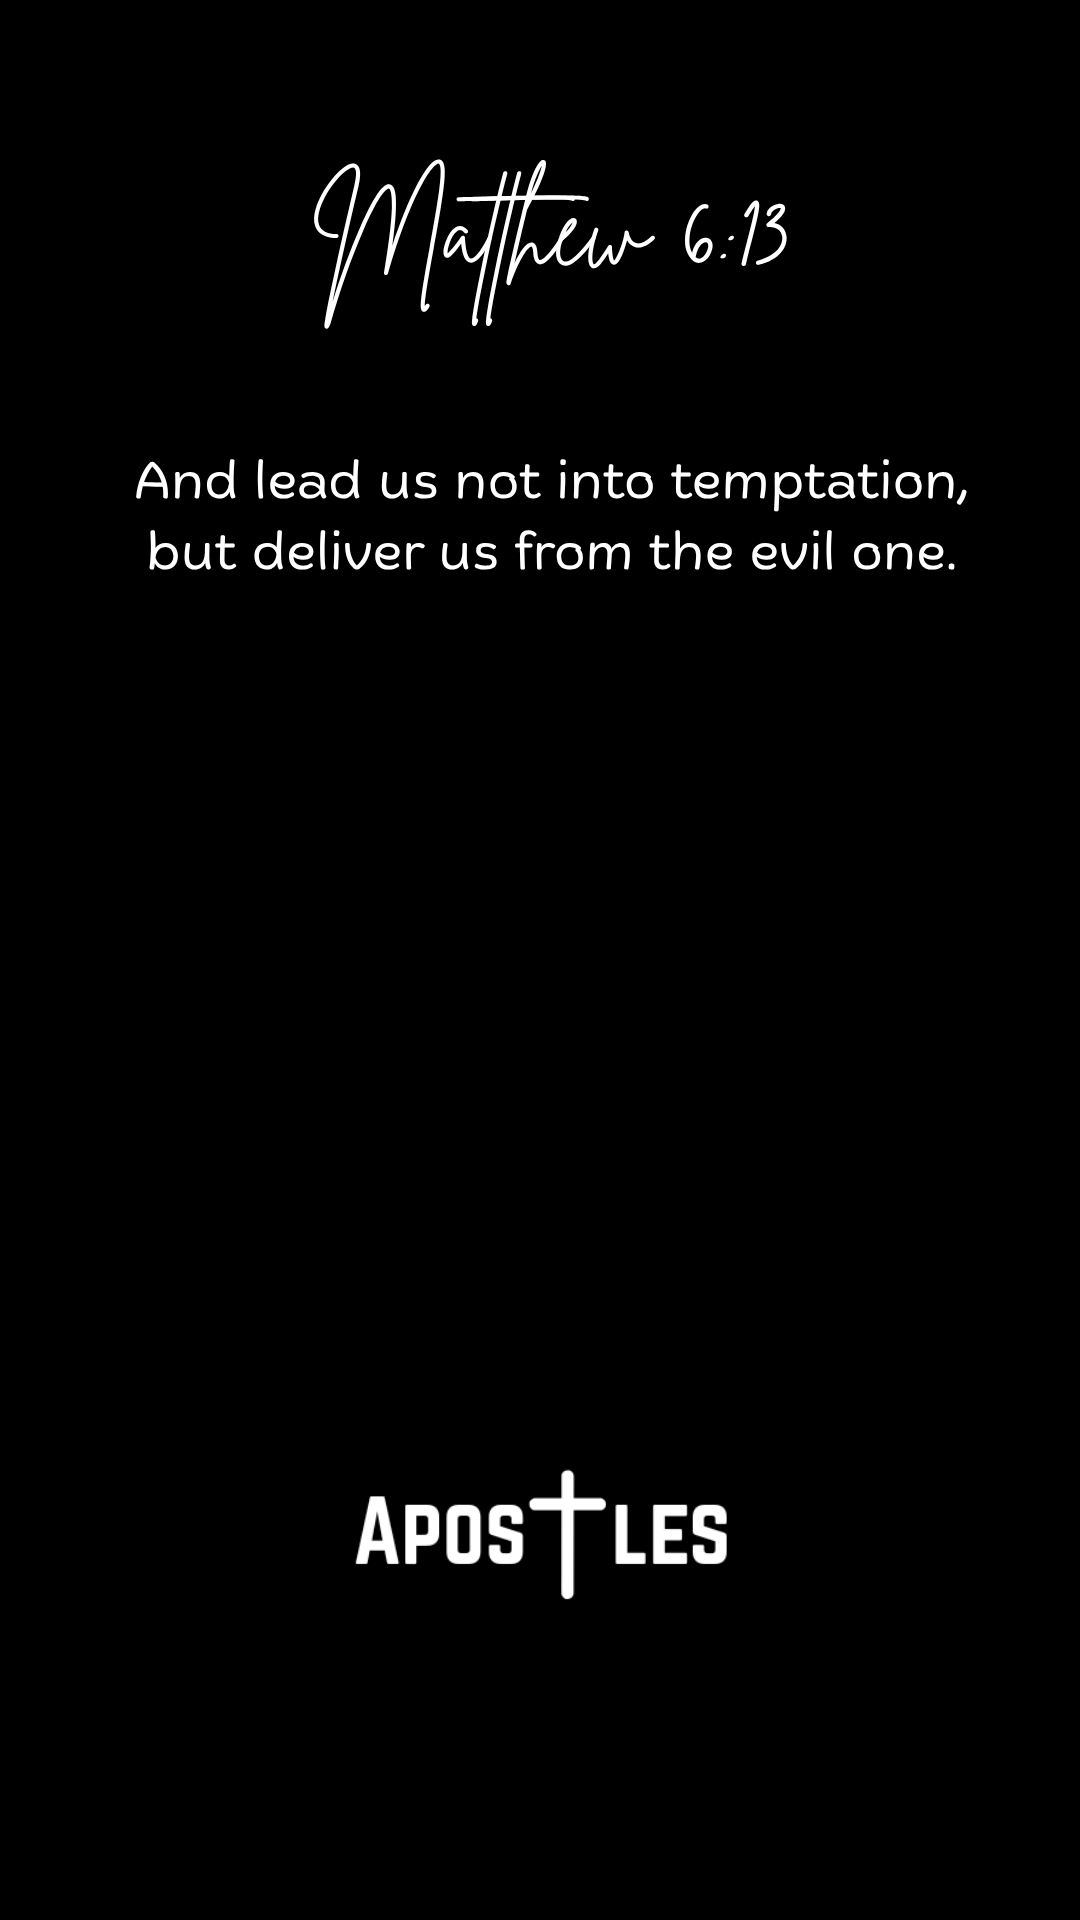 Matthew 6:13
And lead us not into temptation,
but deliver us from the evil one.
APOSTLES